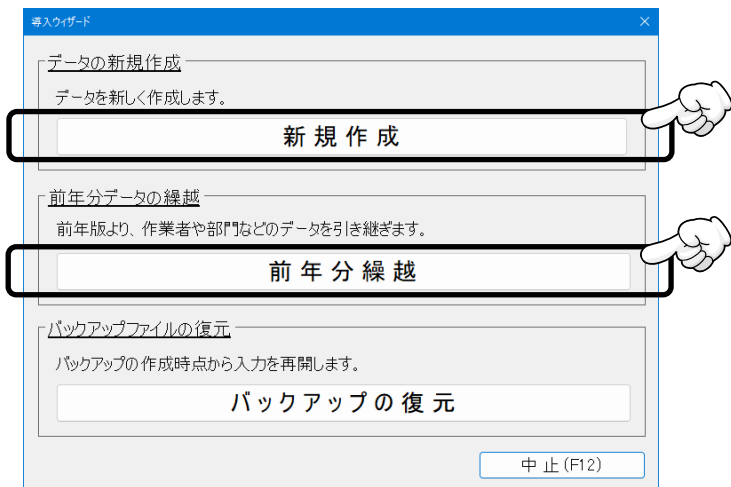 導入ウィザード
データの新規作成
データを新しく作成します。
新規作成
前年分データの繰越
前年版より、作業者や部門などのデータを引き継ぎます。
前年分繰越
バックアップファイルの復元
バックアップの作成時点から入力を再開します。
バックアップの復元
中止(F12)